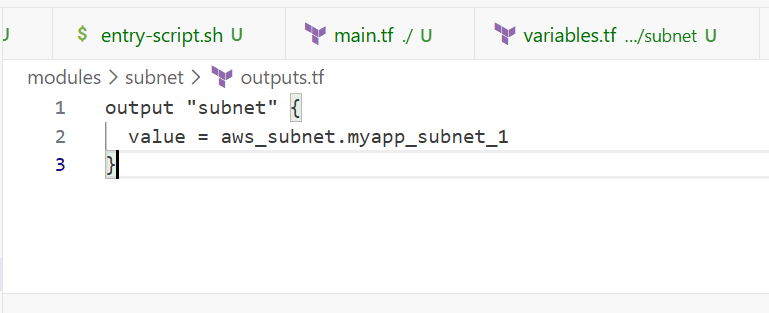 U $ entry-script.sh U main.tf ./ U variables.tf .../subnet U
modules > subnet > outputs.tf
1 output "subnet" {
2 value = aws_subnet.myapp_subnet_1
3 }